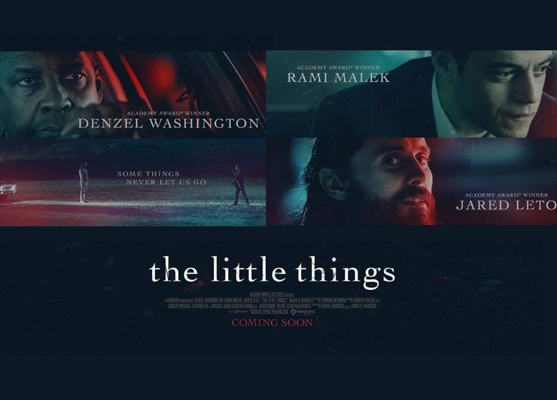 ACADEMY AWARD® WINNER
DENZEL WASHINGTON
ACADEMY AWARD® WINNER
RAMI MALEK
SOME THINGS
NEVER LET US GO
ACADEMY AWARD® WINNER
JARED LETO
the little things
COMING SOON